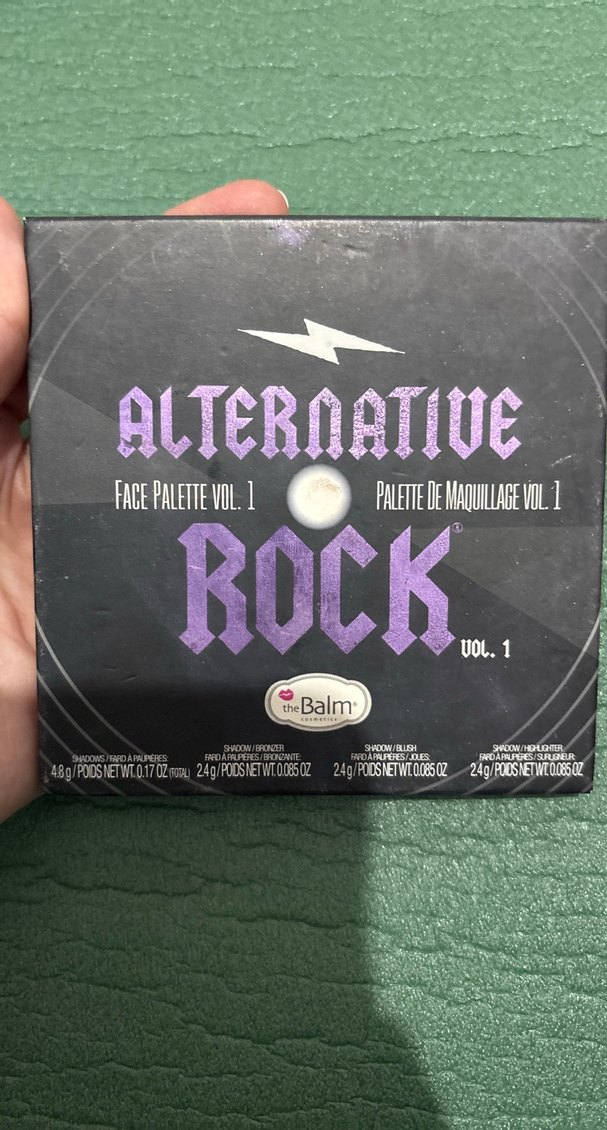 ALTERNATIVE
FACE PALETTE VOL. 1 PALETTE DE MAQUILLAGE VOL. 1
ROCK®
VOL. 1
theBalm®
cosmetics
SHADOWS / FARD À PAUPIÈRES:
4.8 g / POIDS NET WT. 0.17 OZ (TOTAL)
SHADOW / BRONZER
FARD À PAUPIÈRES / BRONZANTE:
2.4 g / POIDS NET WT. 0.085 OZ
SHADOW / BLUSH
FARD À PAUPIÈRES / JOUES:
2.4 g / POIDS NET WT. 0.085 OZ
SHADOW / HIGHLIGHTER
FARD À PAUPIÈRES / SURLIGNEUR:
2.4 g / POIDS NET WT. 0.085 OZ